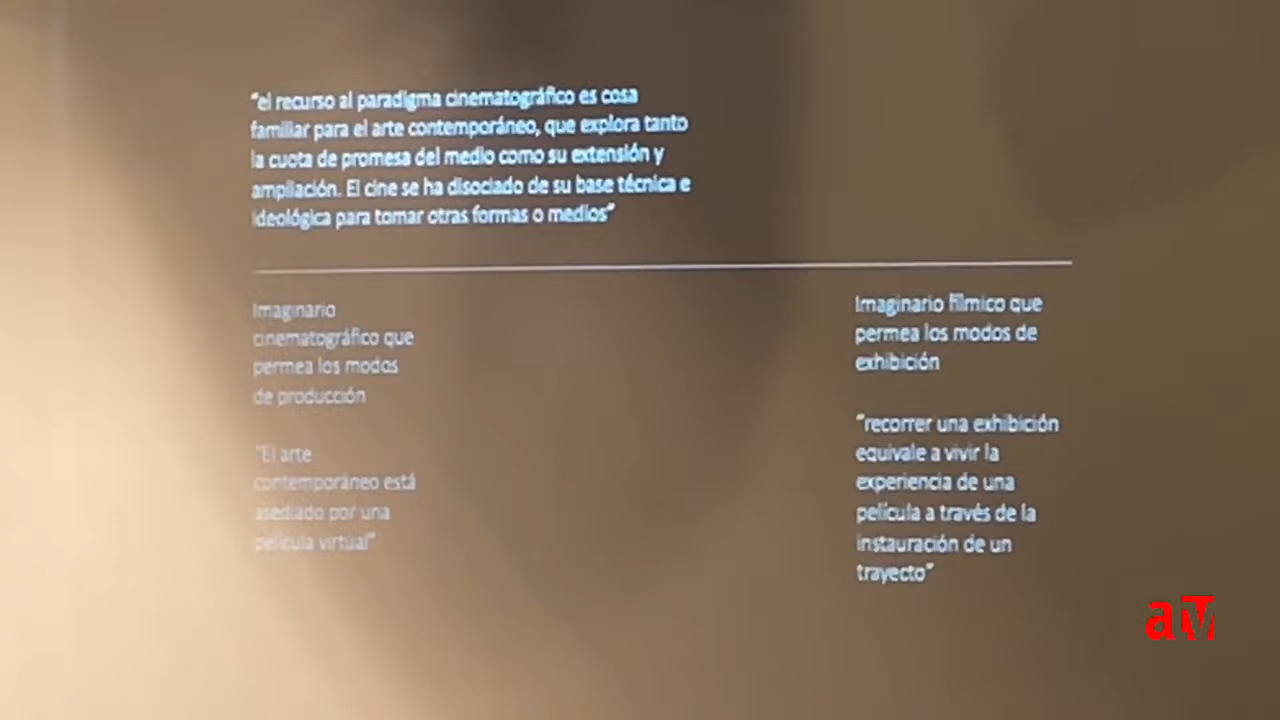 “el recurso al paradigma cinematográfico es cosa
familiar para el arte contemporáneo, que explora tanto
la cuota de promesa del medio como su extensión y
ampliación. El cine se ha disociado de su base técnica e
ideológica para tomar otras formas o medios”
Imaginario
cinematográfico que
permea los modos
de producción
“El arte
contemporáneo está
asediado por una
película virtual”
Imaginario fílmico que
permea los modos de
exhibición
“recorrer una exhibición
equivale a vivir la
experiencia de una
película a través de la
instauración de un
trayecto”